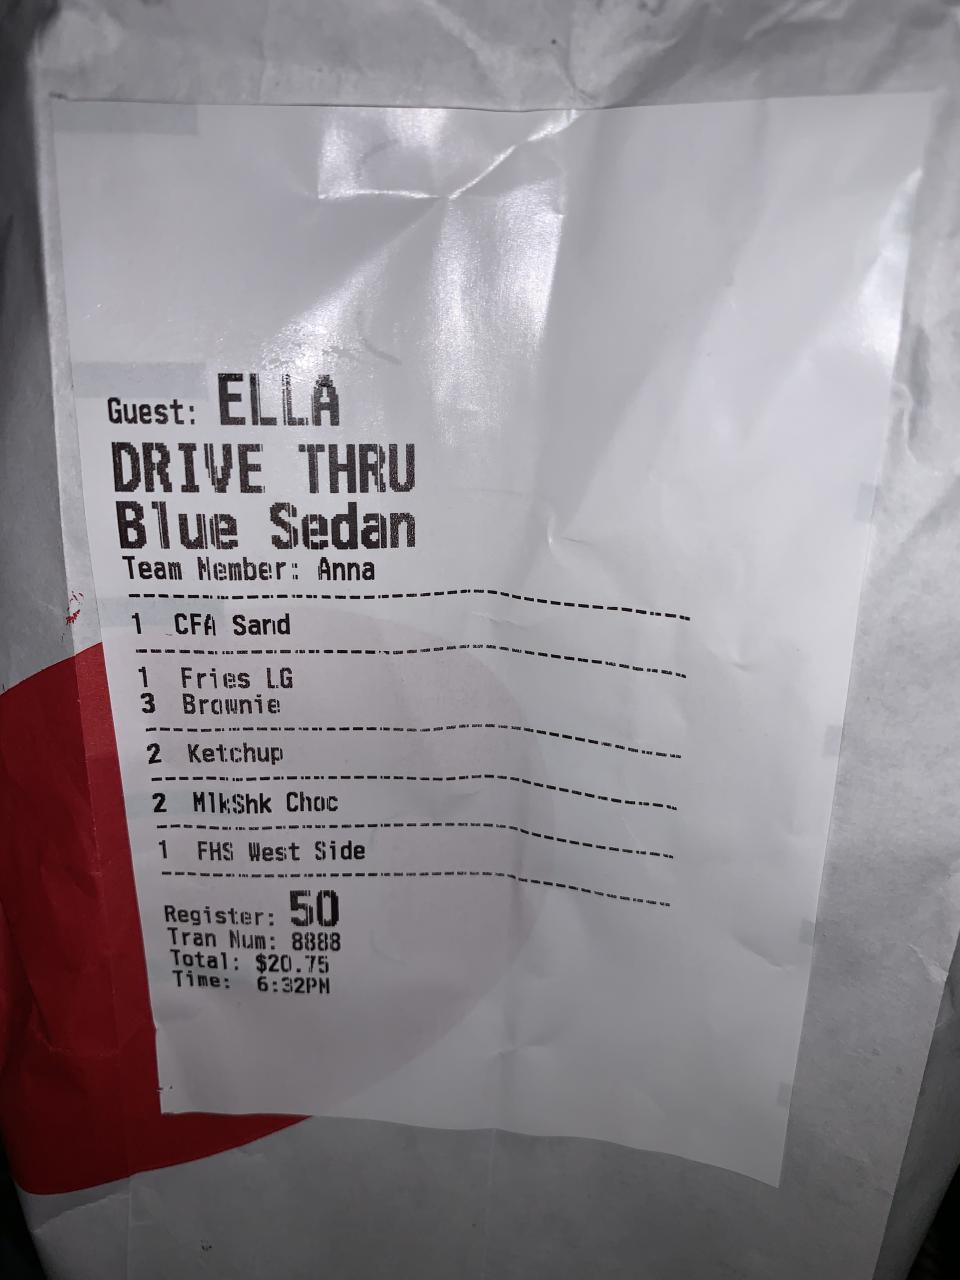 Guest: ELLA
DRIVE THRU
Blue Sedan
Team Member: Anna
1 CFA Sand
1 Fries LG
3 Brownie
2 Ketchup
2 MlkShk Choc
1 FHS West Side
Register: 50
Tran Num: 8888
Total: $20.75
Time: 6:32PM